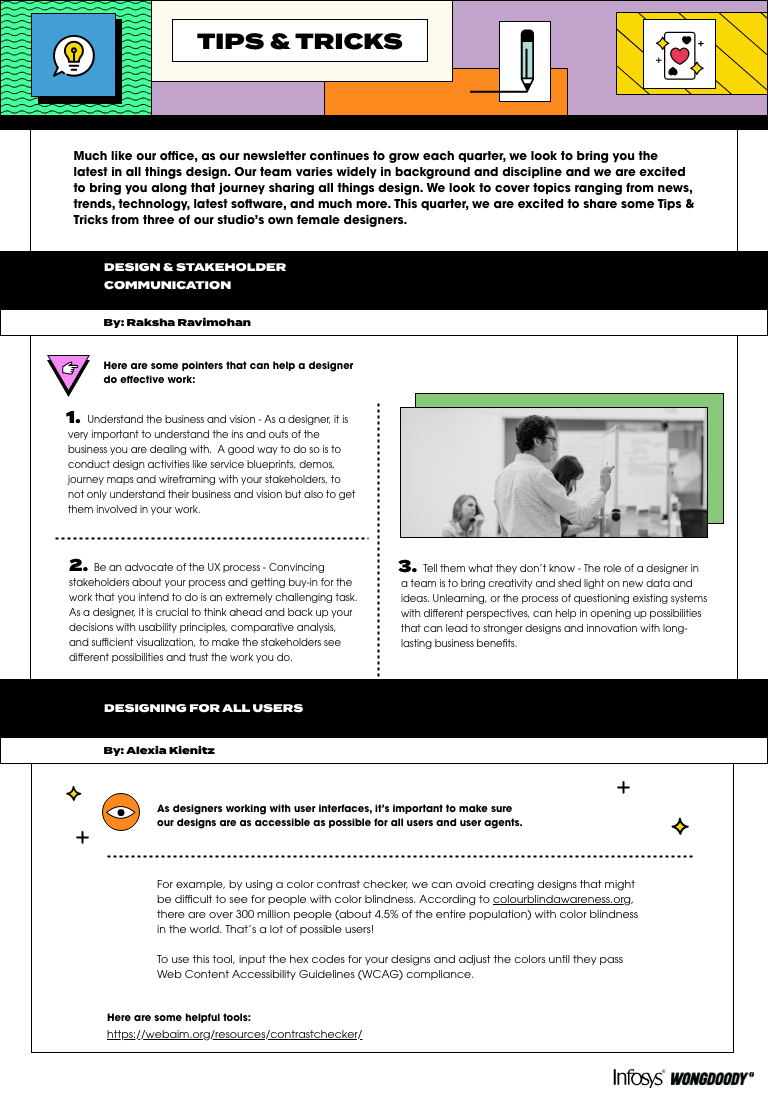 TIPS & TRICKS
Much like our office, as our newsletter continues to grow each quarter, we look to bring you the
latest in all things design. Our team varies widely in background and discipline and we are excited
to bring you along that journey sharing all things design. We look to cover topics ranging from news,
trends, technology, latest software, and much more. This quarter, we are excited to share some Tips &
Tricks from three of our studio's own female designers.
DESIGN & STAKEHOLDER
COMMUNICATION
By: Raksha Ravimohan
Here are some pointers that can help a designer
do effective work:
1. Understand the business and vision - As a designer, it is
very important to understand the ins and outs of the
business you are dealing with. A good way to do so is to
conduct design activities like service blueprints, demos,
journey maps and wireframing with your stakeholders, to
not only understand their business and vision but also to get
them involved in your work.
2. Be an advocate of the UX process - Convincing
stakeholders about your process and getting buy-in for the
work that you intend to do is an extremely challenging task.
As a designer, it is crucial to think ahead and back up your
decisions with usability principles, comparative analysis,
and sufficient visualization, to make the stakeholders see
different possibilities and trust the work you do.
3. Tell them what they don't know - The role of a designer in
a team is to bring creativity and shed light on new data and
ideas. Unlearning, or the process of questioning existing systems
with different perspectives, can help in opening up possibilities
that can lead to stronger designs and innovation with long-
lasting business benefits.
DESIGNING FOR ALL USERS
By: Alexia Kienitz
As designers working with user interfaces, it's important to make sure
our designs are as accessible as possible for all users and user agents.
For example, by using a color contrast checker, we can avoid creating designs that might
be difficult to see for people with color blindness. According to colourblindawareness.org,
there are over 300 million people (about 4.5% of the entire population) with color blindness
in the world. That's a lot of possible users!
To use this tool, input the hex codes for your designs and adjust the colors until they pass
Web Content Accessibility Guidelines (WCAG) compliance.
Here are some helpful tools:
https://webaim.org/resources/contrastchecker/
Infosys® WONGDOODY